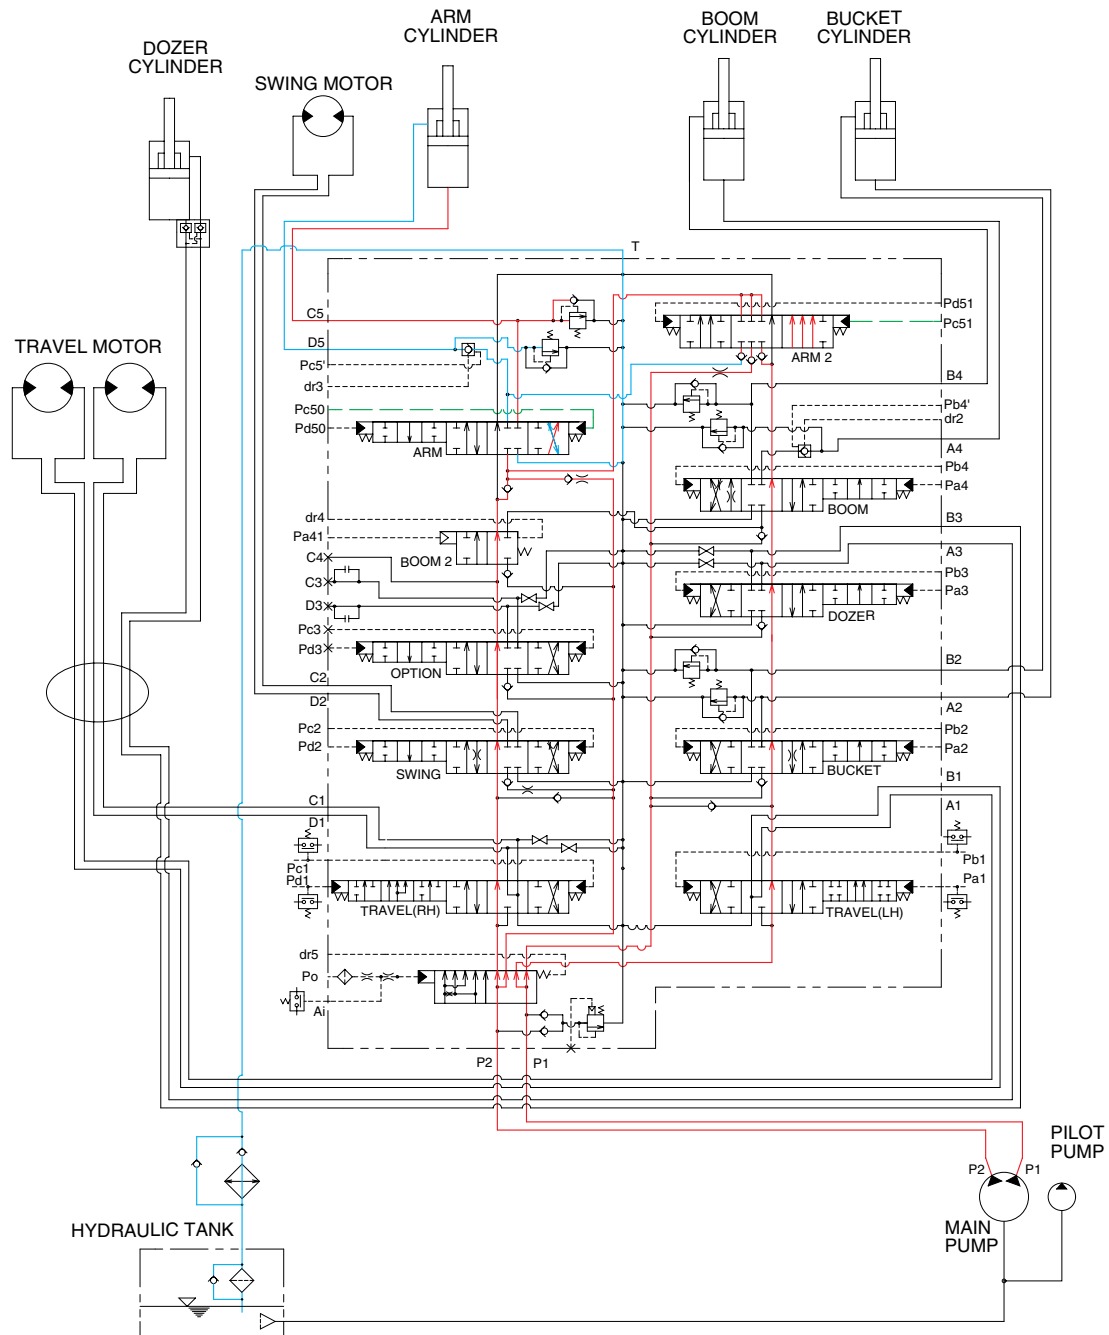 ARM
CYLINDER
BOOM
CYLINDER
BUCKET
CYLINDER
DOZER
CYLINDER
SWING MOTOR
TRAVEL MOTOR
T
C5
D5
Pc5'
dr3
Pc50
Pd50
ARM
dr4
Pa41
BOOM 2
C4
C3
D3
Pc3
Pd3
OPTION
C2
D2
Pc2
Pd2
SWING
C1
D1
Pc1
Pd1
TRAVEL(RH)
dr5
Po
Ai
P2
P1
Pd51
Pc51
ARM 2
B4
Pb4'
dr2
A4
Pb4
Pa4
BOOM
B3
A3
Pb3
Pa3
DOZER
B2
A2
Pb2
Pa2
BUCKET
B1
A1
Pb1
Pa1
TRAVEL(LH)
PILOT
PUMP
P2
P1
MAIN
PUMP
HYDRAULIC TANK